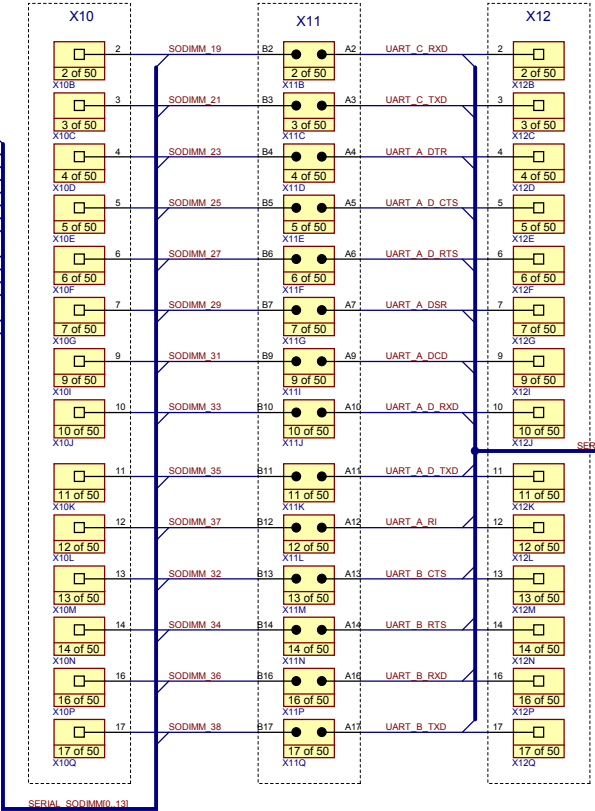 X10 X11 X12
2 SODIMM_19 B2 A2 UART_C_RXD 2
2 of 50 2 of 50 2 of 50
X10B X11B X12B
3 SODIMM_21 B3 A3 UART_C_TXD 3
3 of 50 3 of 50 3 of 50
X10C X11C X12C
4 SODIMM_23 B4 A4 UART_A_DTR 4
4 of 50 4 of 50 4 of 50
X10D X11D X12D
5 SODIMM_25 B5 A5 UART_A_D_CTS 5
5 of 50 5 of 50 5 of 50
X10E X11E X12E
6 SODIMM_27 B6 A6 UART_A_D_RTS 6
6 of 50 6 of 50 6 of 50
X10F X11F X12F
7 SODIMM_29 B7 A7 UART_A_DSR 7
7 of 50 7 of 50 7 of 50
X10G X11G X12G
9 SODIMM_31 B9 A9 UART_A_DCD 9
9 of 50 9 of 50 9 of 50
X10I X11I X12I
10 SODIMM_33 B10 A10 UART_A_D_RXD 10
10 of 50 10 of 50 10 of 50
X10J X11J X12J
SER
11 SODIMM_35 B11 A11 UART_A_D_TXD 11
11 of 50 11 of 50 11 of 50
X10K X11K X12K
12 SODIMM_37 B12 A12 UART_A_RI 12
12 of 50 12 of 50 12 of 50
X10L X11L X12L
13 SODIMM_32 B13 A13 UART_B_CTS 13
13 of 50 13 of 50 13 of 50
X10M X11M X12M
14 SODIMM_34 B14 A14 UART_B_RTS 14
14 of 50 14 of 50 14 of 50
X10N X11N X12N
16 SODIMM_36 B16 A16 UART_B_RXD 16
16 of 50 16 of 50 16 of 50
X10P X11P X12P
17 SODIMM_38 B17 A17 UART_B_TXD 17
17 of 50 17 of 50 17 of 50
X10Q X11Q X12Q
SERIAL_SODIMM[0..13]